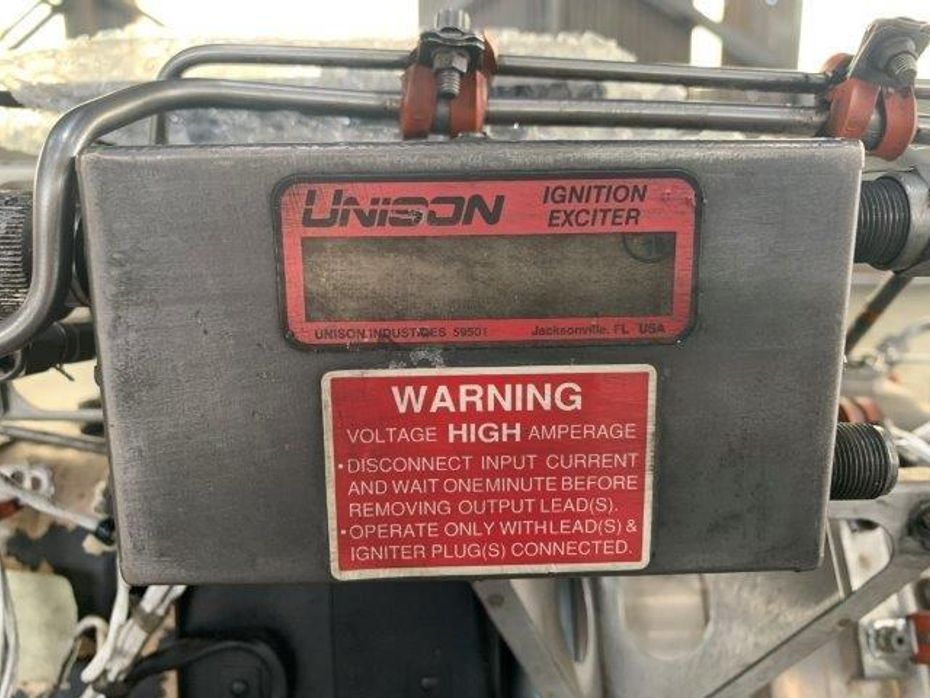 UNISON IGNITION
EXCITER
UNISON INDUSTRIES 59501 Jacksonville, FL USA
WARNING
VOLTAGE HIGH AMPERAGE
•DISCONNECT INPUT CURRENT
AND WAIT ONEMINUTE BEFORE
REMOVING OUTPUT LEAD(S).
•OPERATE ONLY WITHLEAD(S) &
IGNITER PLUG(S) CONNECTED.